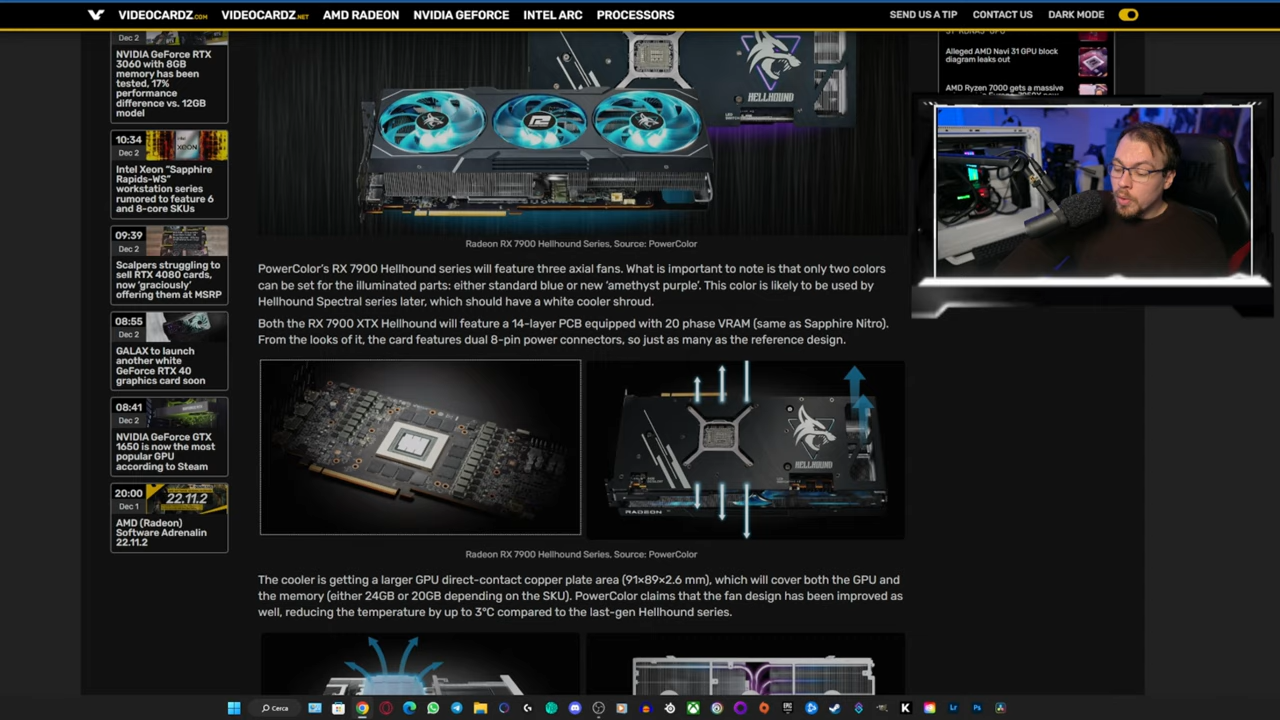 VIDEOCARDZ.COM
VIDEOCARDZ.NET
AMD RADEON
NVIDIA GEFORCE
INTEL ARC
PROCESSORS
SEND US A TIP
CONTACT US
DARK MODE
Dec 2
NVIDIA GeForce RTX
3060 with 8GB
memory has been
tested, 17%
performance
difference vs. 12GB
model
10:34
Dec 2
XEON
Intel Xeon "Sapphire
Rapids-WS"
workstation series
rumored to feature 6
and 8-core SKUs
09:39
Dec 2
Scalpers struggling to
sell RTX 4080 cards,
now 'graciously'
offering them at MSRP
08:55
Dec 2
GALAX to launch
another white
GeForce RTX 40
graphics card soon
08:41
Dec 2
NVIDIA GeForce GTX
1650 is now the most
popular GPU
according to Steam
20:00
Dec 1
22.11.2
AMD (Radeon)
Software Adrenalin
22.11.2
HELLHOUND
Radeon RX 7900 Hellhound Series, Source: PowerColor
PowerColor's RX 7900 Hellhound series will feature three axial fans. What is important to note is that only two colors
can be set for the illuminated parts: either standard blue or new 'amethyst purple'. This color is likely to be used by
Hellhound Spectral series later, which should have a white cooler shroud.
Both the RX 7900 XTX Hellhound will feature a 14-layer PCB equipped with 20 phase VRAM (same as Sapphire Nitro).
From the looks of it, the card features dual 8-pin power connectors, so just as many as the reference design.
HELLHOUND
RADEON
Radeon RX 7900 Hellhound Series, Source: PowerColor
The cooler is getting a larger GPU direct-contact copper plate area (91×89×2.6 mm), which will cover both the GPU and
the memory (either 24GB or 20GB depending on the SKU). PowerColor claims that the fan design has been improved as
well, reducing the temperature by up to 3°C compared to the last-gen Hellhound series.
Alleged AMD Navi 31 GPU block
diagram leaks out
AMD Ryzen 7000 gets a massive
Cerca